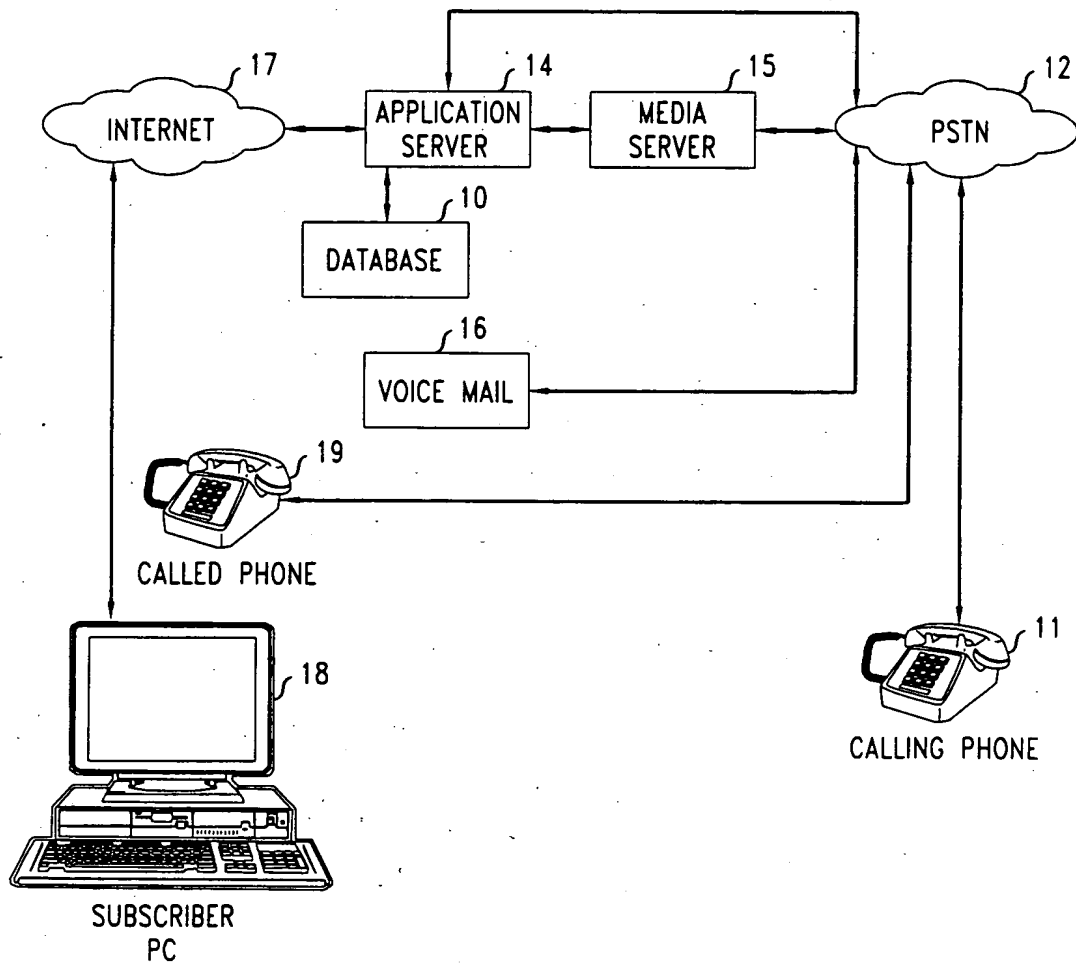 17
14
15
12
INTERNET
APPLICATION
SERVER
MEDIA
SERVER
PSTN
10
DATABASE
16
VOICE MAIL
19
CALLED PHONE
18
11
CALLING PHONE
SUBSCRIBER
PC